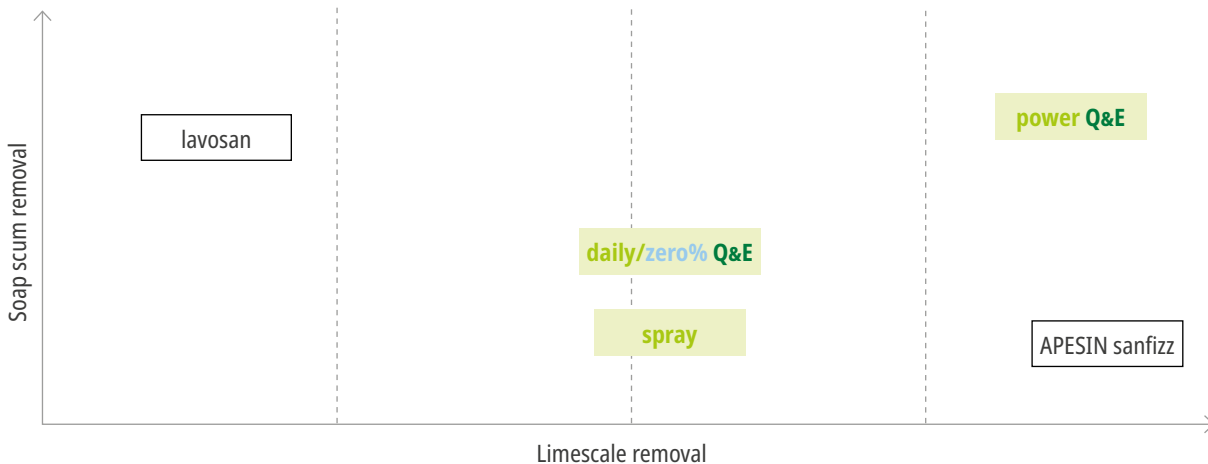 power Q&E
lavosan
Soap scum removal
daily/zero% Q&E
spray
APESIN sanfizz
Limescale removal